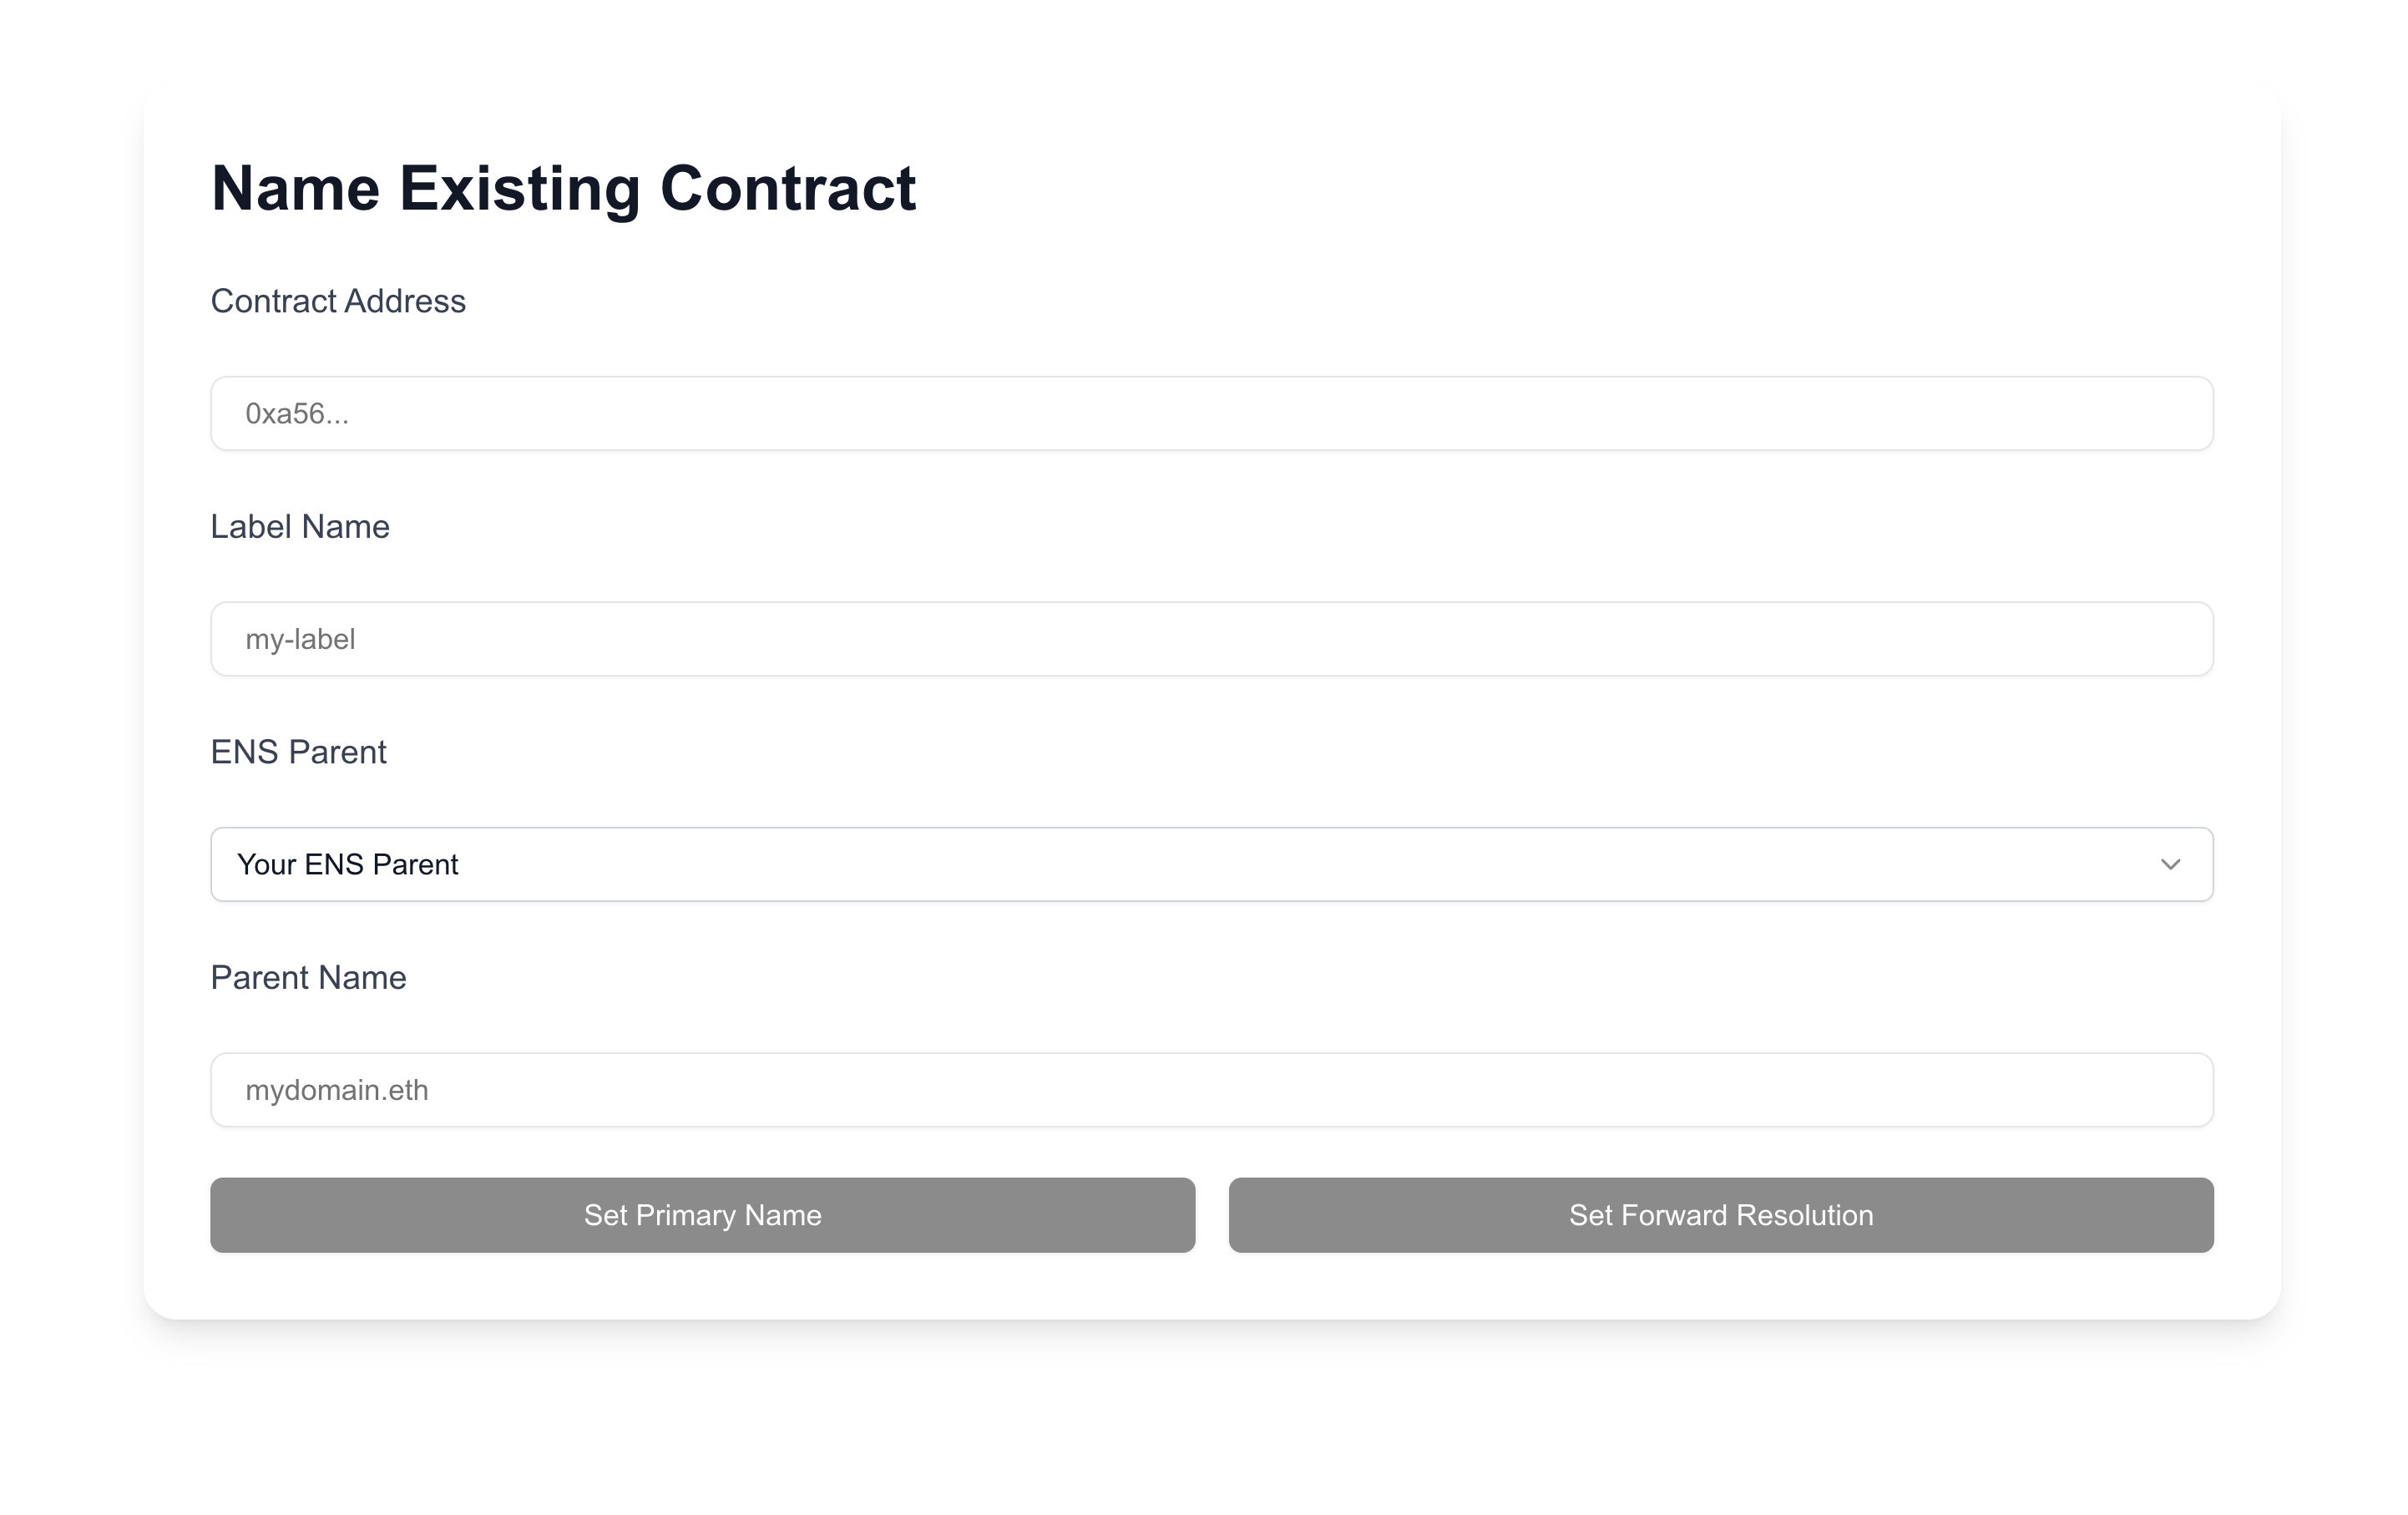 Name Existing Contract
Contract Address
0xa56...
Label Name
my-label
ENS Parent
Your ENS Parent
Parent Name
mydomain.eth
Set Primary Name
Set Forward Resolution